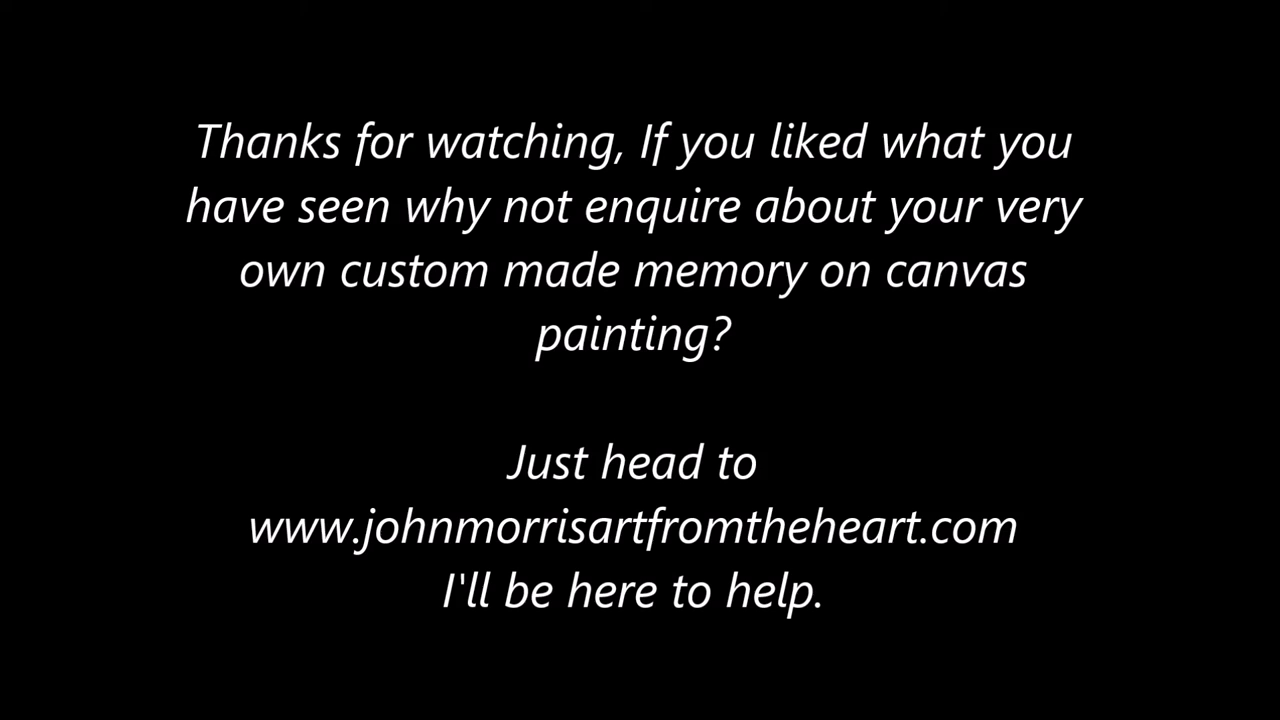 Thanks for watching, If you liked what you
have seen why not enquire about your very
own custom made memory on canvas
painting?
Just head to
www.johnmorrisartfromtheheart.com
I'll be here to help.